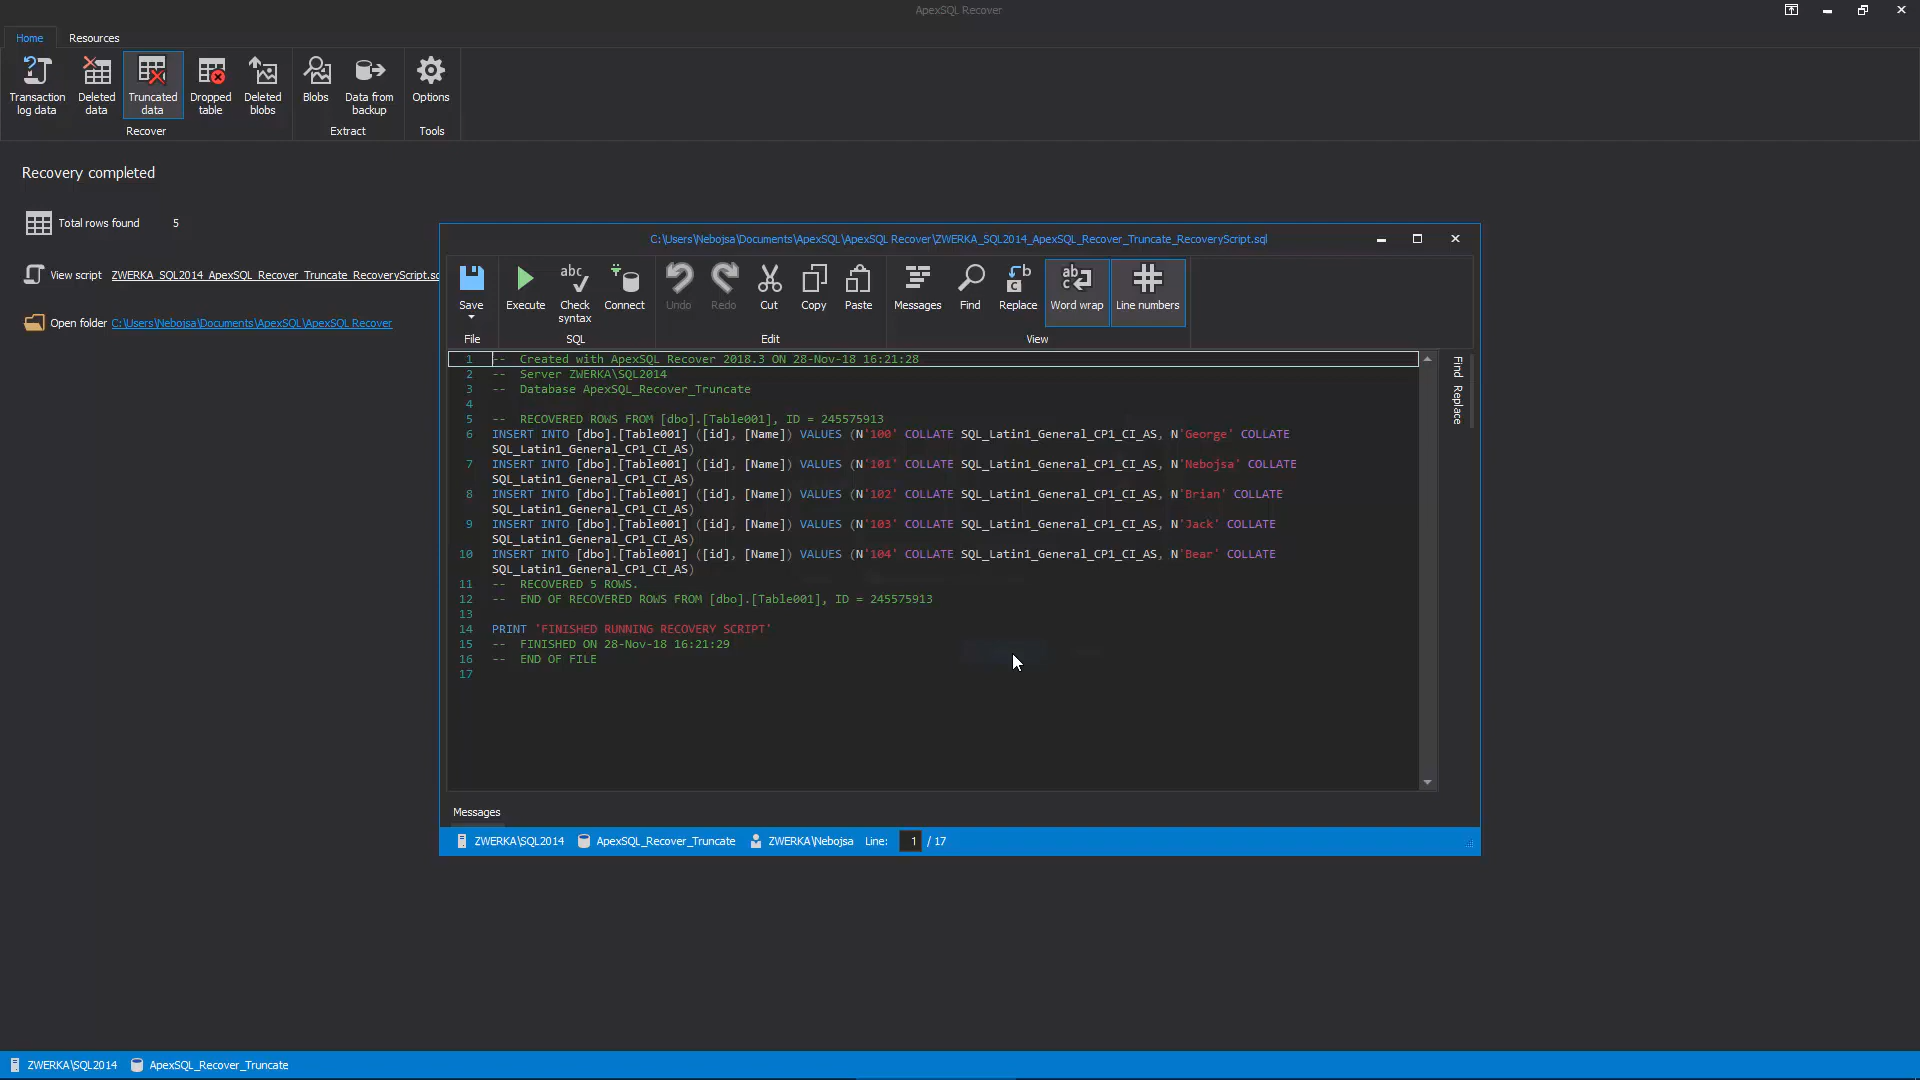 ApexSQL Recover
Home Resources
Transaction log data
Deleted data
Truncated data
Dropped table
Deleted blobs
Blobs
Data from backup
Options
Recover Extract Tools
Recovery completed
Total rows found 5
View script ZWERKA_SQL2014_ApexSQL_Recover_Truncate_RecoveryScript.sq
Open folder C:\Users\Nebojsa\Documents\ApexSQL\ApexSQL Recover
C:\Users\Nebojsa\Documents\ApexSQL\ApexSQL Recover\ZWERKA_SQL2014_ApexSQL_Recover_Truncate_RecoveryScript.sql
Save
Execute
Check syntax
Connect
Undo
Redo
Cut
Copy
Paste
Messages
Find
Replace
Word wrap
Line numbers
File SQL Edit View
1 -- Created with ApexSQL Recover 2018.3 ON 28-Nov-18 16:21:28
2 -- Server ZWERKA\SQL2014
3 -- Database ApexSQL_Recover_Truncate
4
5 -- RECOVERED ROWS FROM [dbo].[Table001], ID = 245575913
6 INSERT INTO [dbo].[Table001] ([id], [Name]) VALUES (N'100' COLLATE SQL_Latin1_General_CP1_CI_AS, N'George' COLLATE
SQL_Latin1_General_CP1_CI_AS)
7 INSERT INTO [dbo].[Table001] ([id], [Name]) VALUES (N'101' COLLATE SQL_Latin1_General_CP1_CI_AS, N'Nebojsa' COLLATE
SQL_Latin1_General_CP1_CI_AS)
8 INSERT INTO [dbo].[Table001] ([id], [Name]) VALUES (N'102' COLLATE SQL_Latin1_General_CP1_CI_AS, N'Brian' COLLATE
SQL_Latin1_General_CP1_CI_AS)
9 INSERT INTO [dbo].[Table001] ([id], [Name]) VALUES (N'103' COLLATE SQL_Latin1_General_CP1_CI_AS, N'Jack' COLLATE
SQL_Latin1_General_CP1_CI_AS)
10 INSERT INTO [dbo].[Table001] ([id], [Name]) VALUES (N'104' COLLATE SQL_Latin1_General_CP1_CI_AS, N'Bear' COLLATE
SQL_Latin1_General_CP1_CI_AS)
11 -- RECOVERED 5 ROWS.
12 -- END OF RECOVERED ROWS FROM [dbo].[Table001], ID = 245575913
13
14 PRINT 'FINISHED RUNNING RECOVERY SCRIPT'
15 -- FINISHED ON 28-Nov-18 16:21:29
16 -- END OF FILE
17
Find Replace
Messages
ZWERKA\SQL2014 ApexSQL_Recover_Truncate ZWERKA\Nebojsa Line: 1 / 17
ZWERKA\SQL2014 ApexSQL_Recover_Truncate